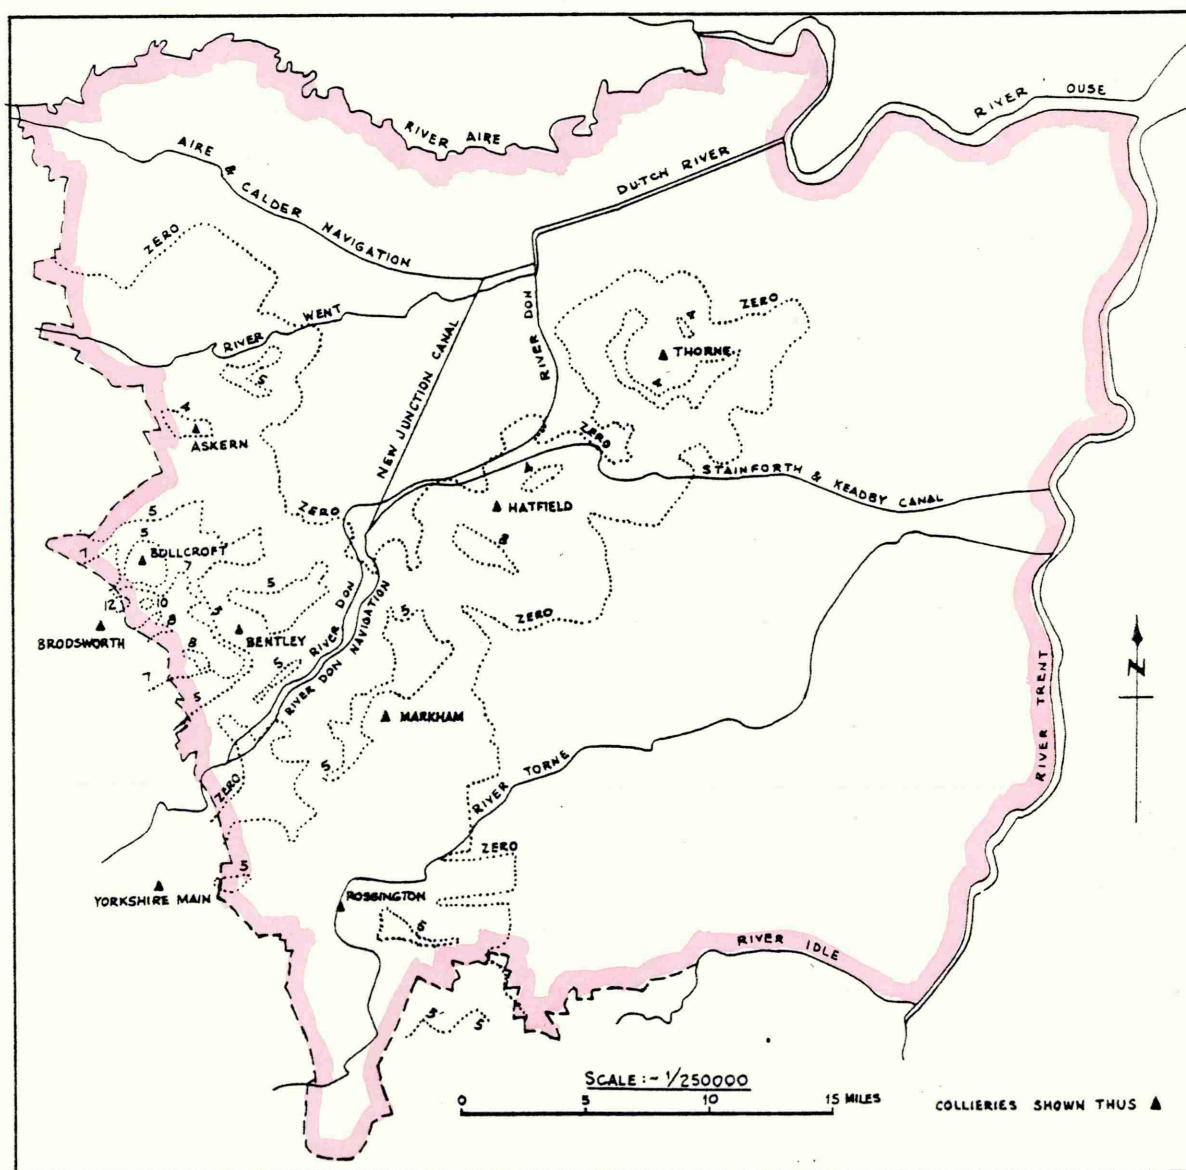 RIVER OUSE
RIVER AIRE
AIRE & CALDER NAVIGATION
DUTCH RIVER
ZERO
RIVER WENT
NEW JUNCTION CANAL
RIVER DON
ZERO
4
THORNE
4
5
4
ASKERN
ZERO
STAINFORTH & KEADBY CANAL
ZERO
HATFIELD
8
5
5
7
BULLCROFT
7
12
10
5
5
8
BRODSWORTH
BENTLEY
8
7
5
5
RIVER DON
RIVER DON NAVIGATION
5
ZERO
MARKHAM
5
ZERO
RIVER TORNE
RIVER TRENT
N
ZERO
5
YORKSHIRE MAIN
ROSSINGTON
5
RIVER IDLE
5
5
SCALE :- 1/250000
0 5 10 15 MILES
COLLIERIES SHOWN THUS ▲